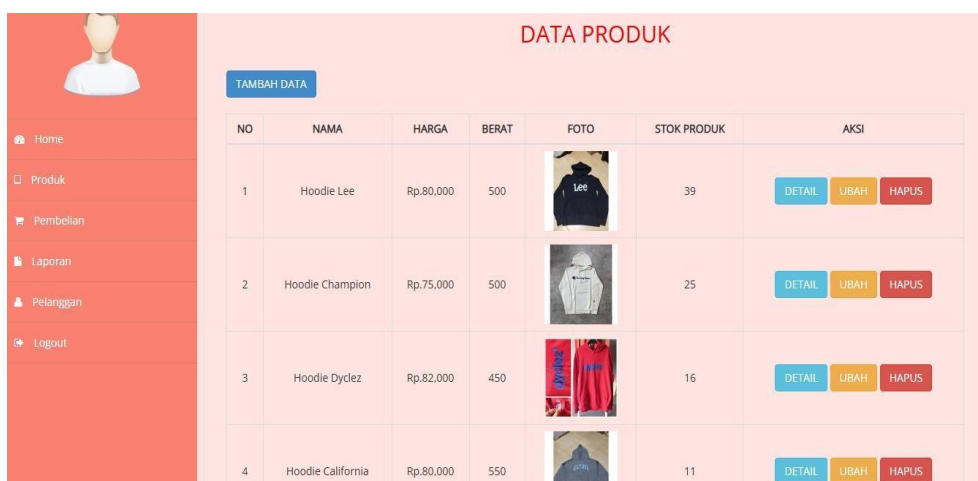 DATA PRODUK
TAMBAH DATA
Home
Produk
Pembelian
Laporan
Pelanggan
Logout
NO NAMA HARGA BERAT FOTO STOK PRODUK AKSI
1 Hoodie Lee Rp.80,000 500 Lee 39 DETAIL UBAH HAPUS
2 Hoodie Champion Rp.75,000 500 25 DETAIL UBAH HAPUS
3 Hoodie Dyclez Rp.82,000 450 dyclez 16 DETAIL UBAH HAPUS
4 Hoodie California Rp.80,000 550 11 DETAIL UBAH HAPUS